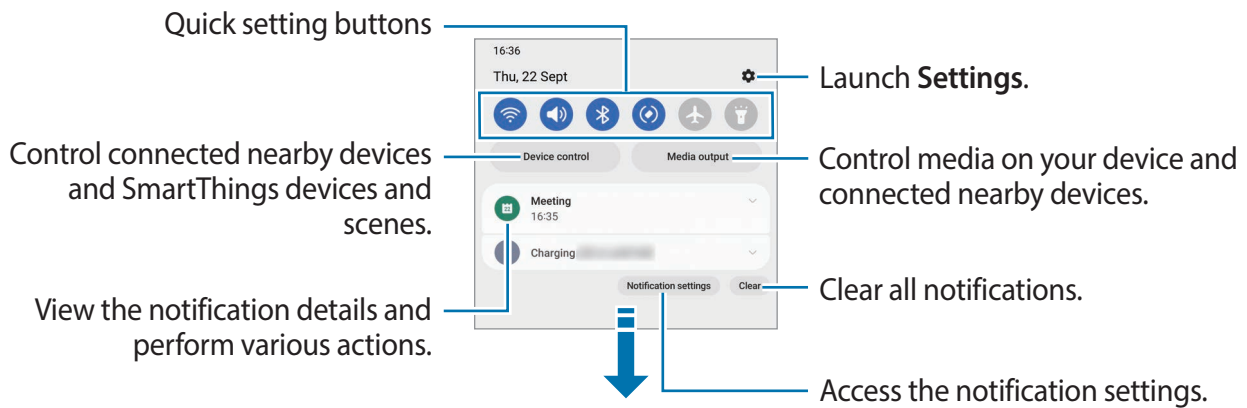 Quick setting buttons
16:36
Thu, 22 Sept
Launch Settings.
Control connected nearby devices
and SmartThings devices and
scenes.
Device control
Media output
Control media on your device and
connected nearby devices.
Meeting
16:35
Charging
Notification settings
Clear
Clear all notifications.
View the notification details and
perform various actions.
Access the notification settings.